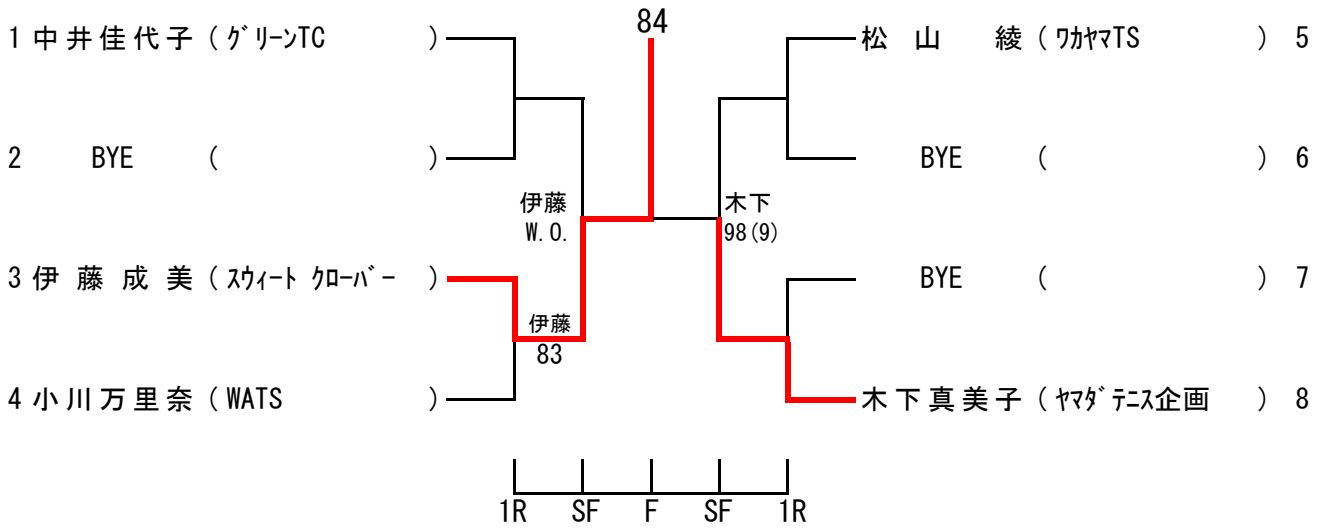 84
1 中井佳代子 ( ｸﾞﾘｰﾝTC )
松山 綾 ( ﾜｶﾔﾏTS ) 5
2 BYE ( )
BYE ( ) 6
伊藤
W.O.
木下
98(9)
3 伊藤成美 ( ｽｳｨｰﾄ ｸﾛｰﾊﾞｰ )
BYE ( ) 7
伊藤
83
4 小川万里奈 ( WATS )
木下真美子 ( ﾔﾏﾀﾞﾃﾆｽ企画 ) 8
1R SF F SF 1R